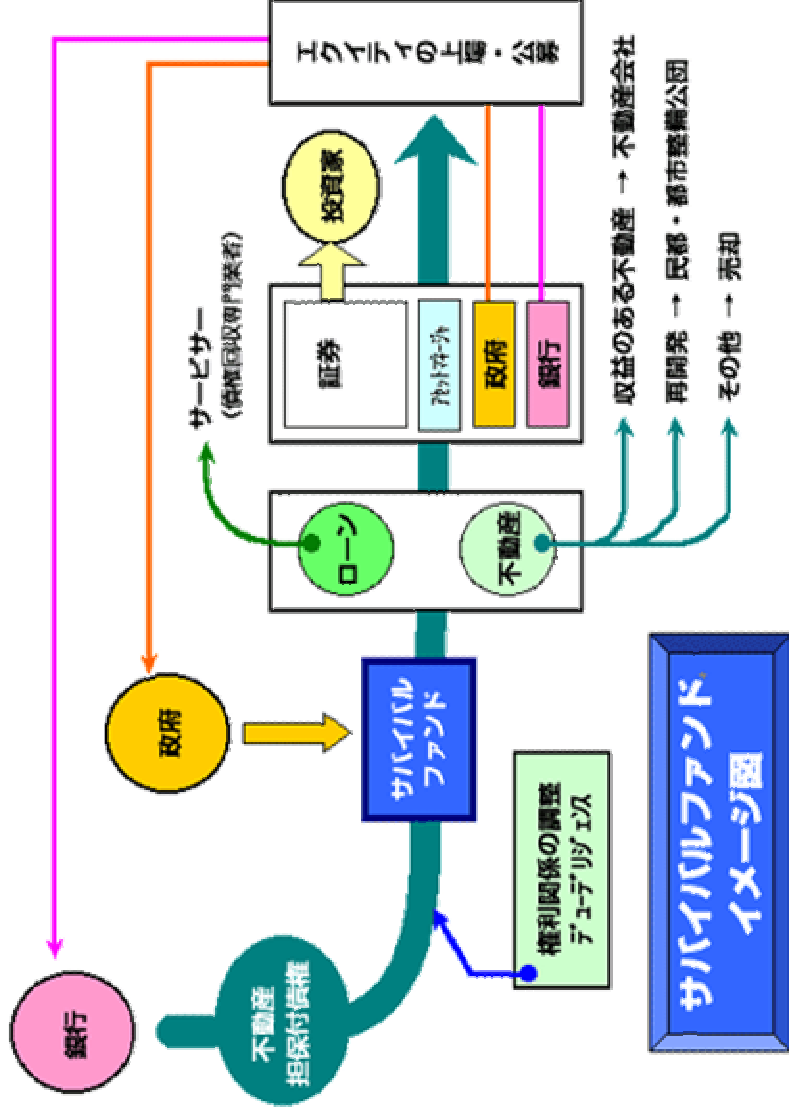 サバイバルファンド
イメージ図
銀行
不動産
担保付債権
権利関係の調整
デューデリジェンス
政府
サバイバル
ファンド
ローン
不動産
サービサー
(債権回収専門業者)
証券
アセットマネージャ
政府
銀行
投資家
エクイティの上場・公募
収益のある不動産 → 不動産会社
再開発 → 民都・都市整備公団
その他 → 売却